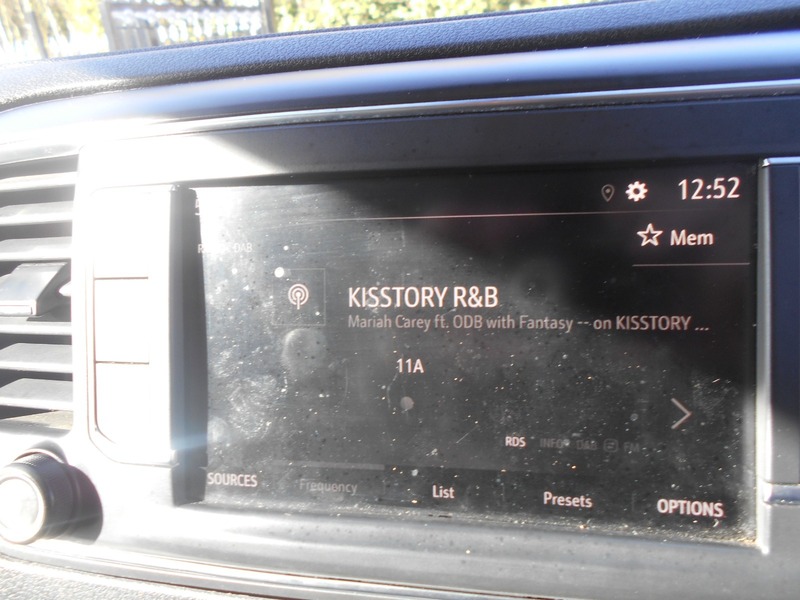 12:52
Mem
DAB
KISSTORY R&B
Mariah Carey ft. ODB with Fantasy -- on KISSTORY ...
11A
RDS INFO DAB FM
SOURCES Frequency List Presets OPTIONS